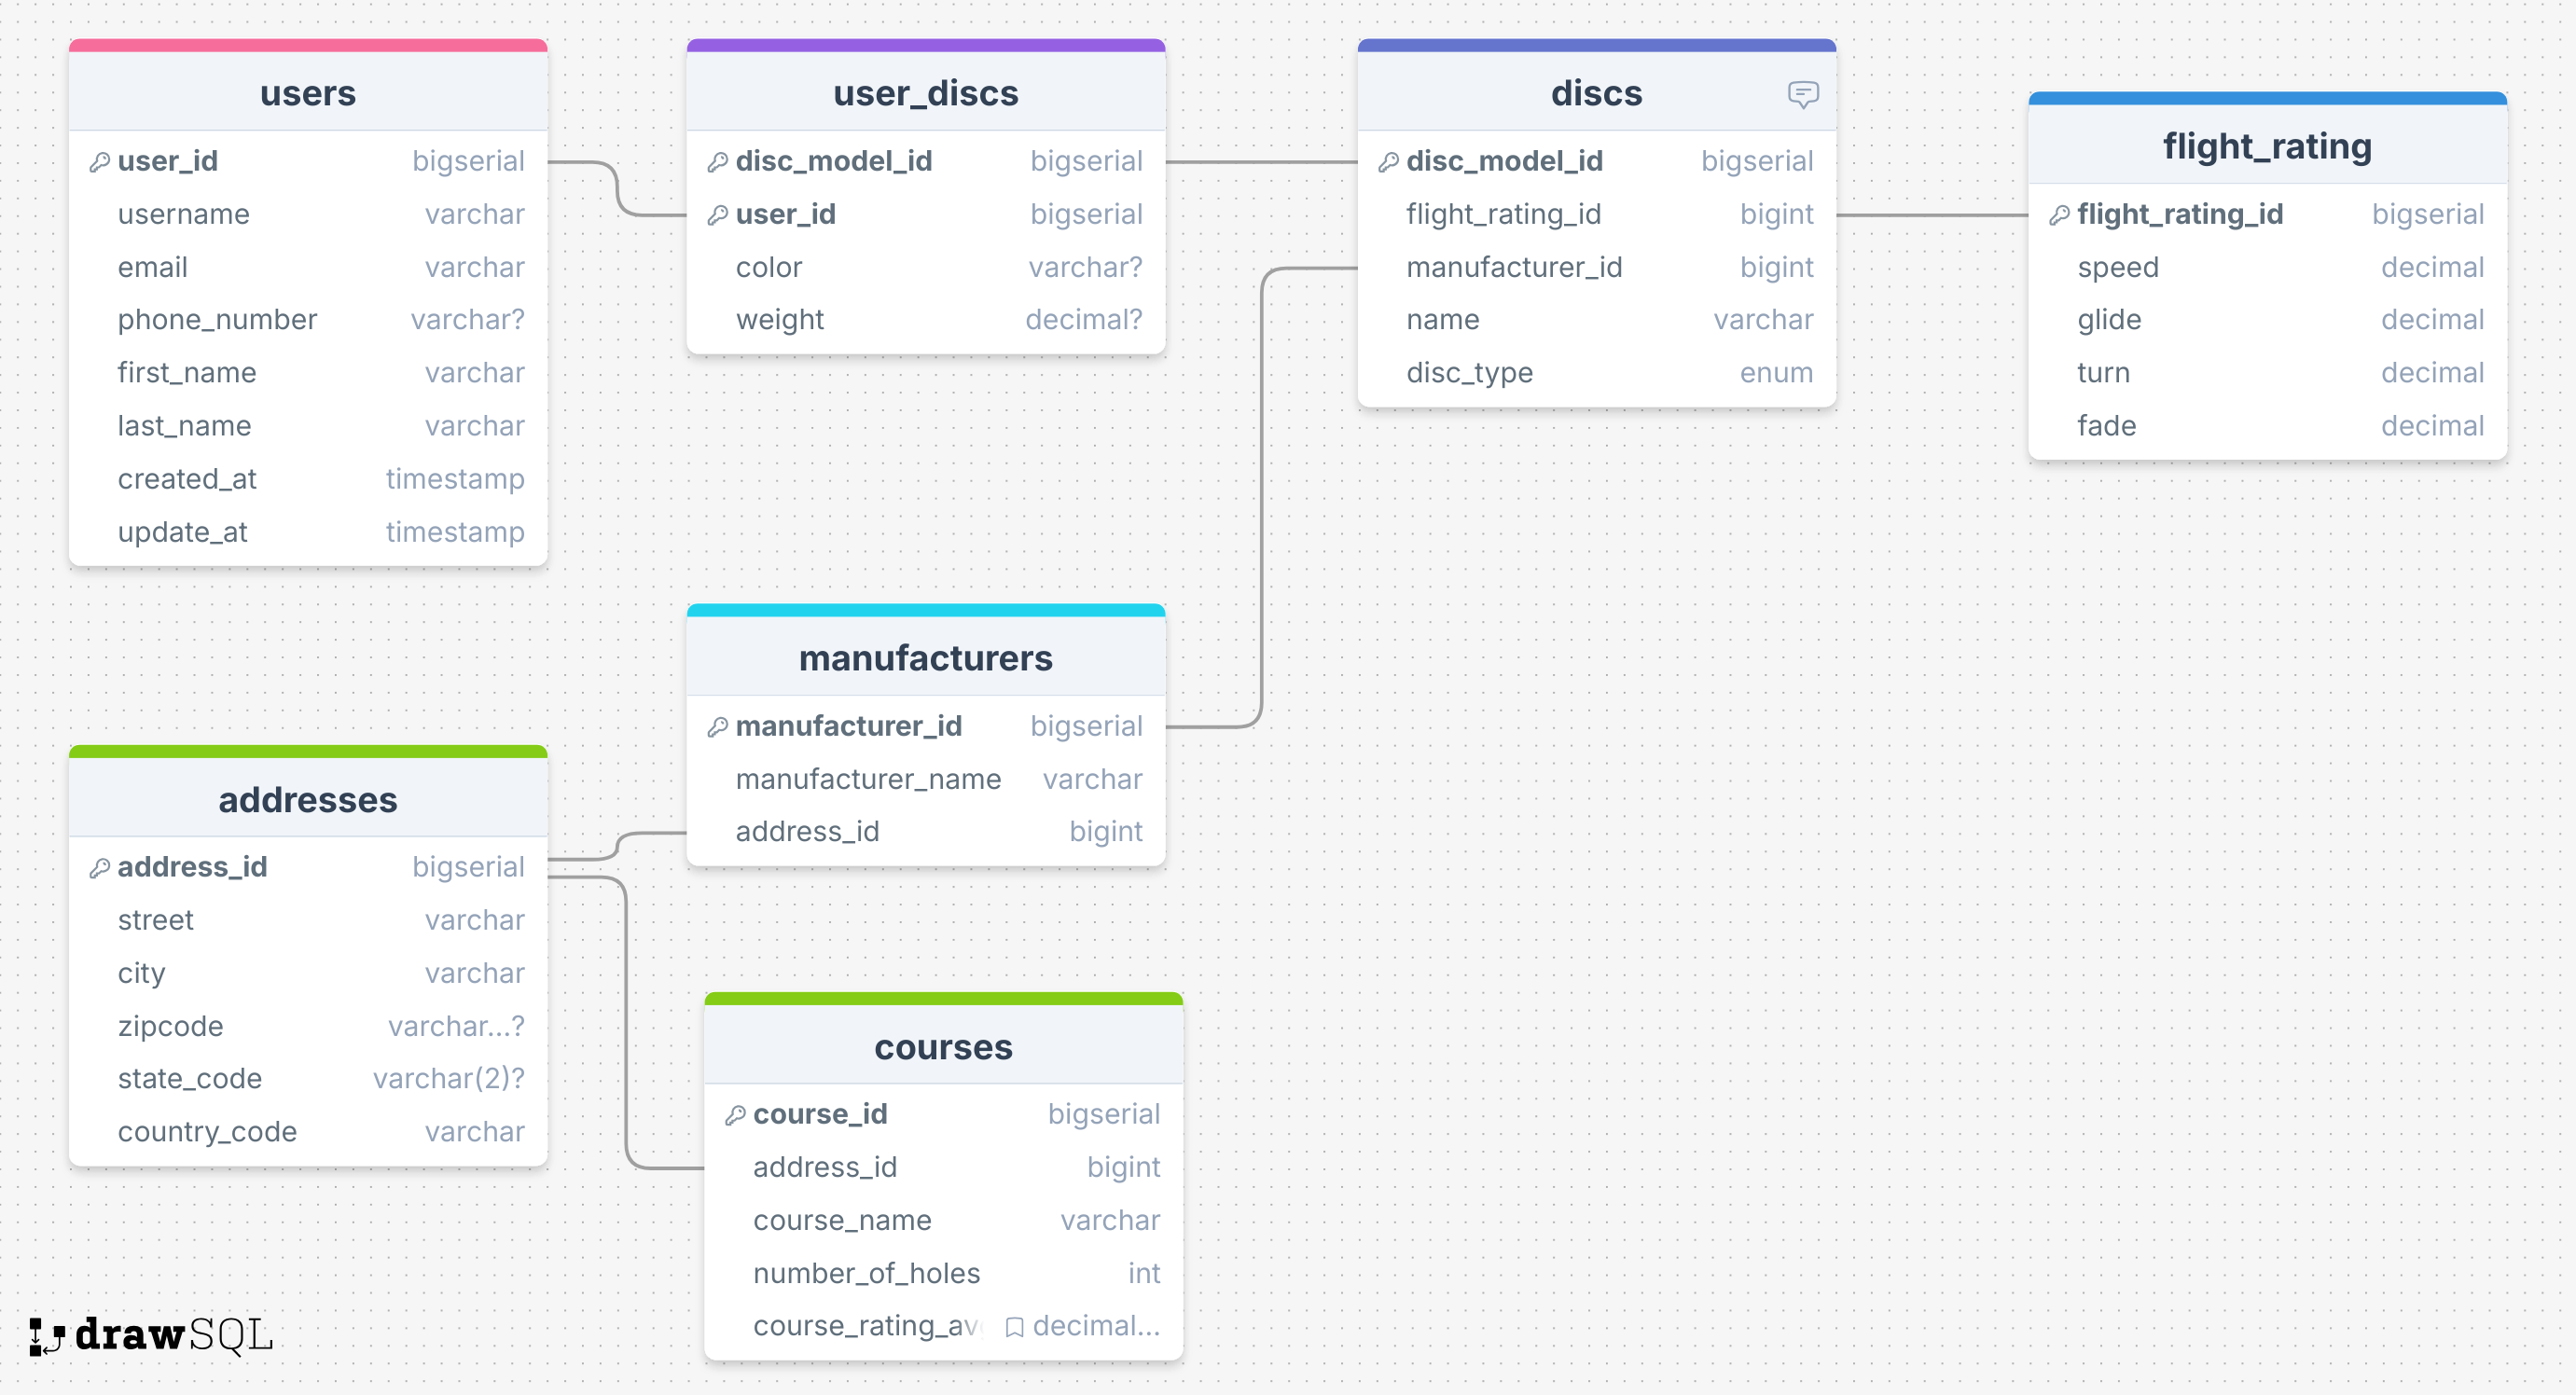 users
user_id bigserial
username varchar
email varchar
phone_number varchar?
first_name varchar
last_name varchar
created_at timestamp
update_at timestamp
user_discs
disc_model_id bigserial
user_id bigserial
color varchar?
weight decimal?
discs
disc_model_id bigserial
flight_rating_id bigint
manufacturer_id bigint
name varchar
disc_type enum
flight_rating
flight_rating_id bigserial
speed decimal
glide decimal
turn decimal
fade decimal
manufacturers
manufacturer_id bigserial
manufacturer_name varchar
address_id bigint
addresses
address_id bigserial
street varchar
city varchar
zipcode varchar...?
state_code varchar(2)?
country_code varchar
courses
course_id bigserial
address_id bigint
course_name varchar
number_of_holes int
course_rating_av decimal...
drawSQL